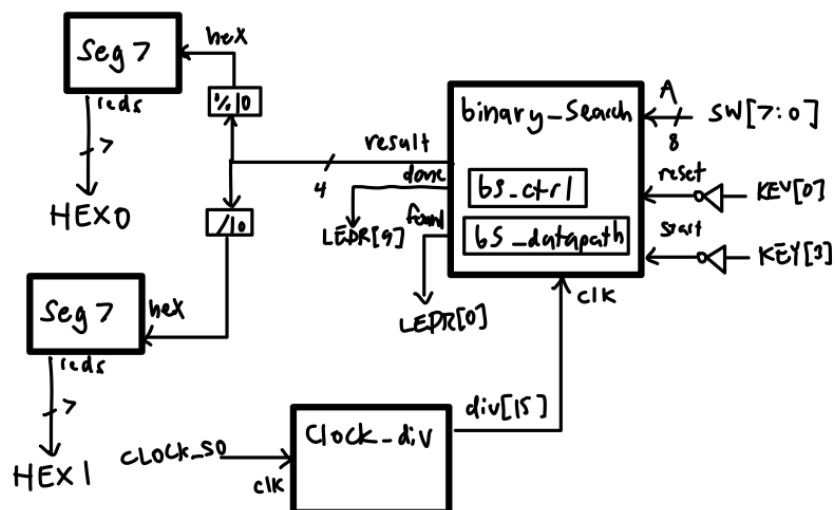 Seg 7
hex
leds
7
HEX0
%10
/10
result
4
done
LEDR[9]
found
LEDR[0]
binary_Search
bs_ctrl
bs_datapath
clk
A
8
SW[7:0]
reset
KEY[0]
start
KEY[3]
Seg 7
hex
leds
7
HEX1
CLOCK_50
clk
Clock_div
div[15]